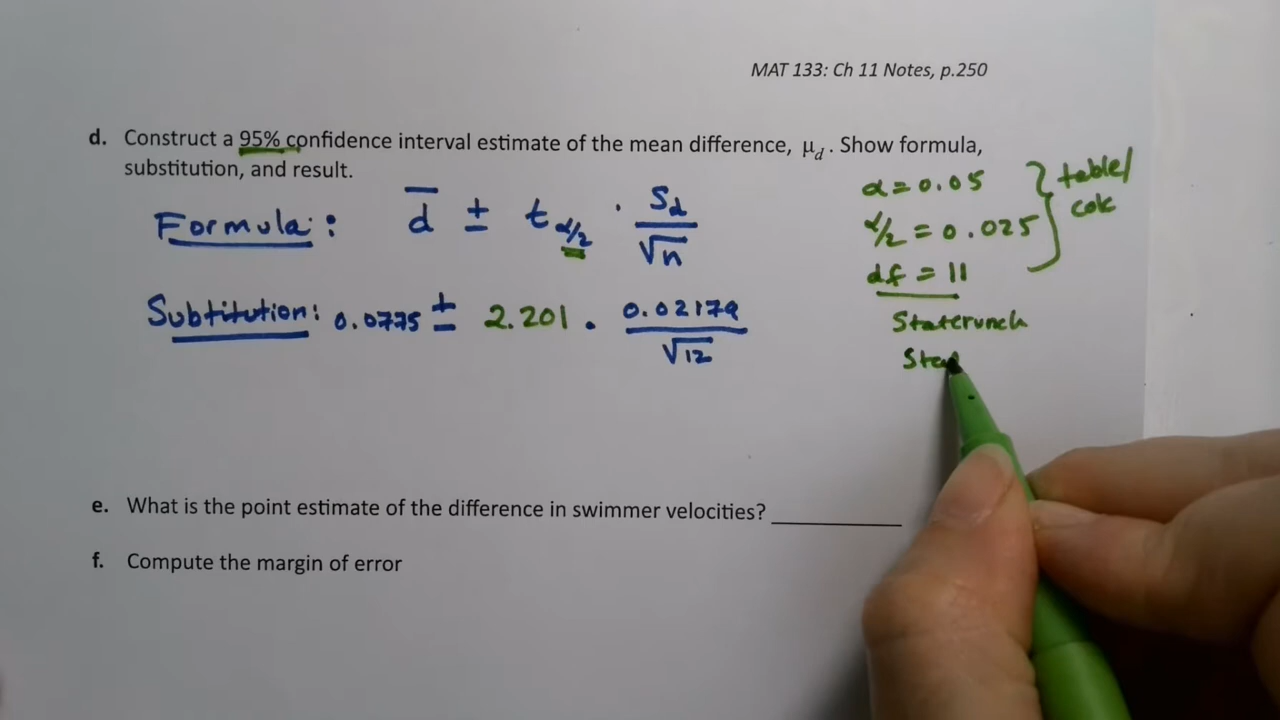 MAT 133: Ch 11 Notes, p.250
d. Construct a 95% confidence interval estimate of the mean difference, μd. Show formula,
substitution, and result.
Formula: d̄ ± tα/2 · Sd/√n
α = 0.05
α/2 = 0.025
df = 11
table/
calc
Subtitution: 0.0775 ± 2.201 · 0.02179/√12
Statcrunch
e. What is the point estimate of the difference in swimmer velocities? __________
f. Compute the margin of error